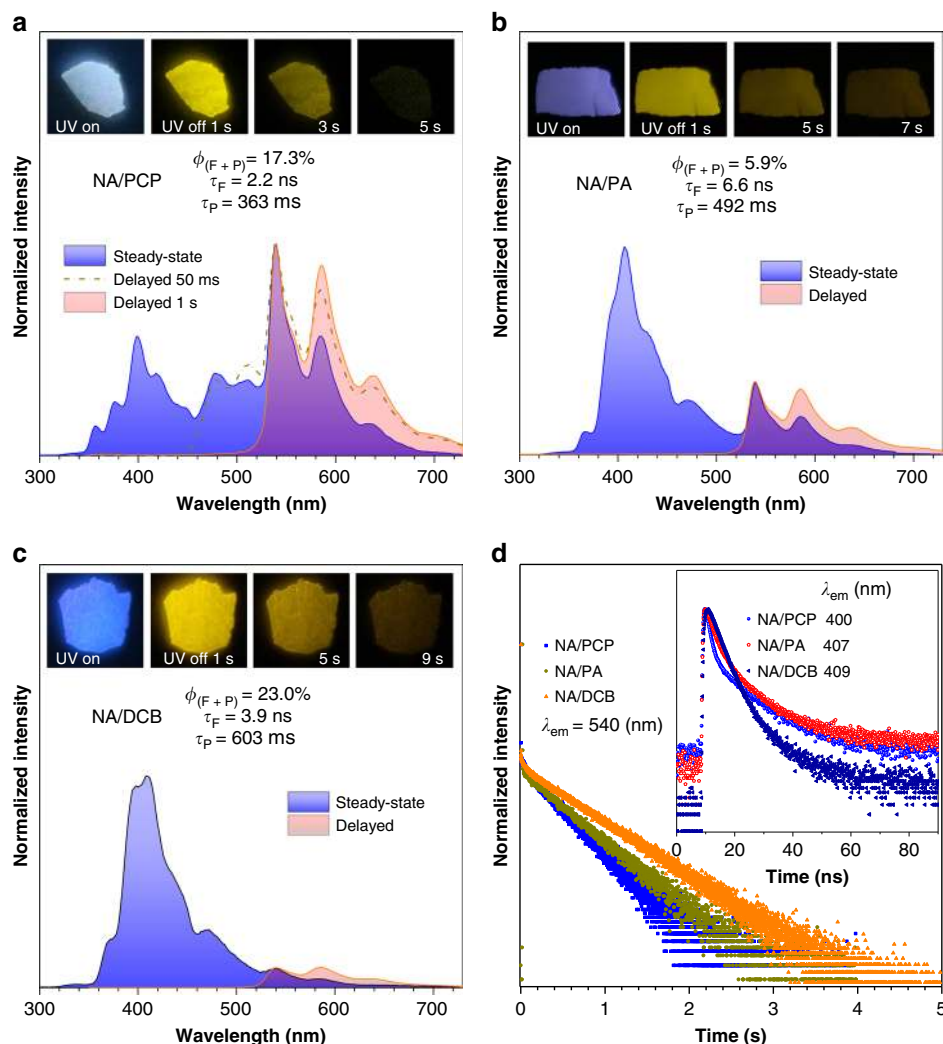 a
UV on
UV off 1 s
3 s
5 s
ϕ(F + P) = 17.3%
NA/PCP
τF = 2.2 ns
τP = 363 ms
Steady-state
Delayed 50 ms
Delayed 1 s
Normalized intensity
300 400 500 600 700
Wavelength (nm)
b
UV on
UV off 1 s
5 s
7 s
ϕ(F + P) = 5.9%
NA/PA
τF = 6.6 ns
τP = 492 ms
Steady-state
Delayed
Normalized intensity
300 400 500 600 700
Wavelength (nm)
c
UV on
UV off 1 s
5 s
9 s
ϕ(F + P) = 23.0%
NA/DCB
τF = 3.9 ns
τP = 603 ms
Steady-state
Delayed
Normalized intensity
300 400 500 600 700
Wavelength (nm)
d
NA/PCP
NA/PA
NA/DCB
λem = 540 (nm)
λem (nm)
NA/PCP 400
NA/PA 407
NA/DCB 409
0 20 40 60 80
Time (ns)
Normalized intensity
0 1 2 3 4 5
Time (s)